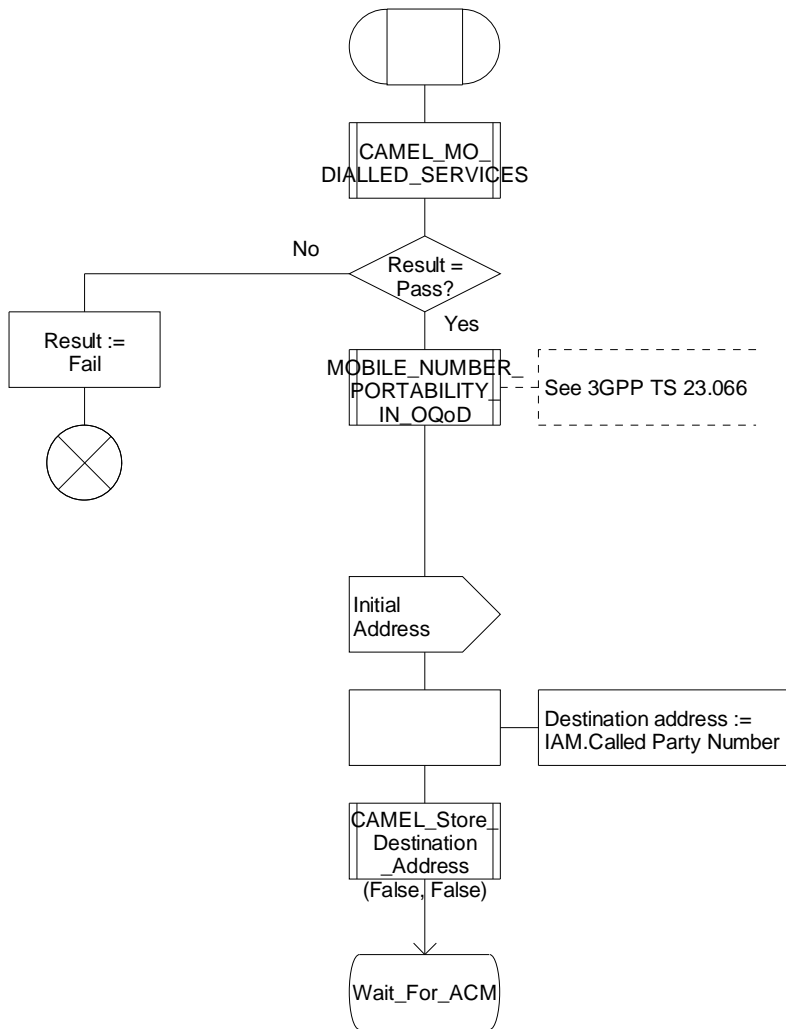 CAMEL_MO_
DIALLED_SERVICES
No
Result =
Pass?
Yes
Result :=
Fail
MOBILE_NUMBER_
PORTABILITY_
IN_OQoD
See 3GPP TS 23.066
Initial
Address
Destination address :=
IAM.Called Party Number
CAMEL_Store_
Destination
_Address
(False, False)
Wait_For_ACM